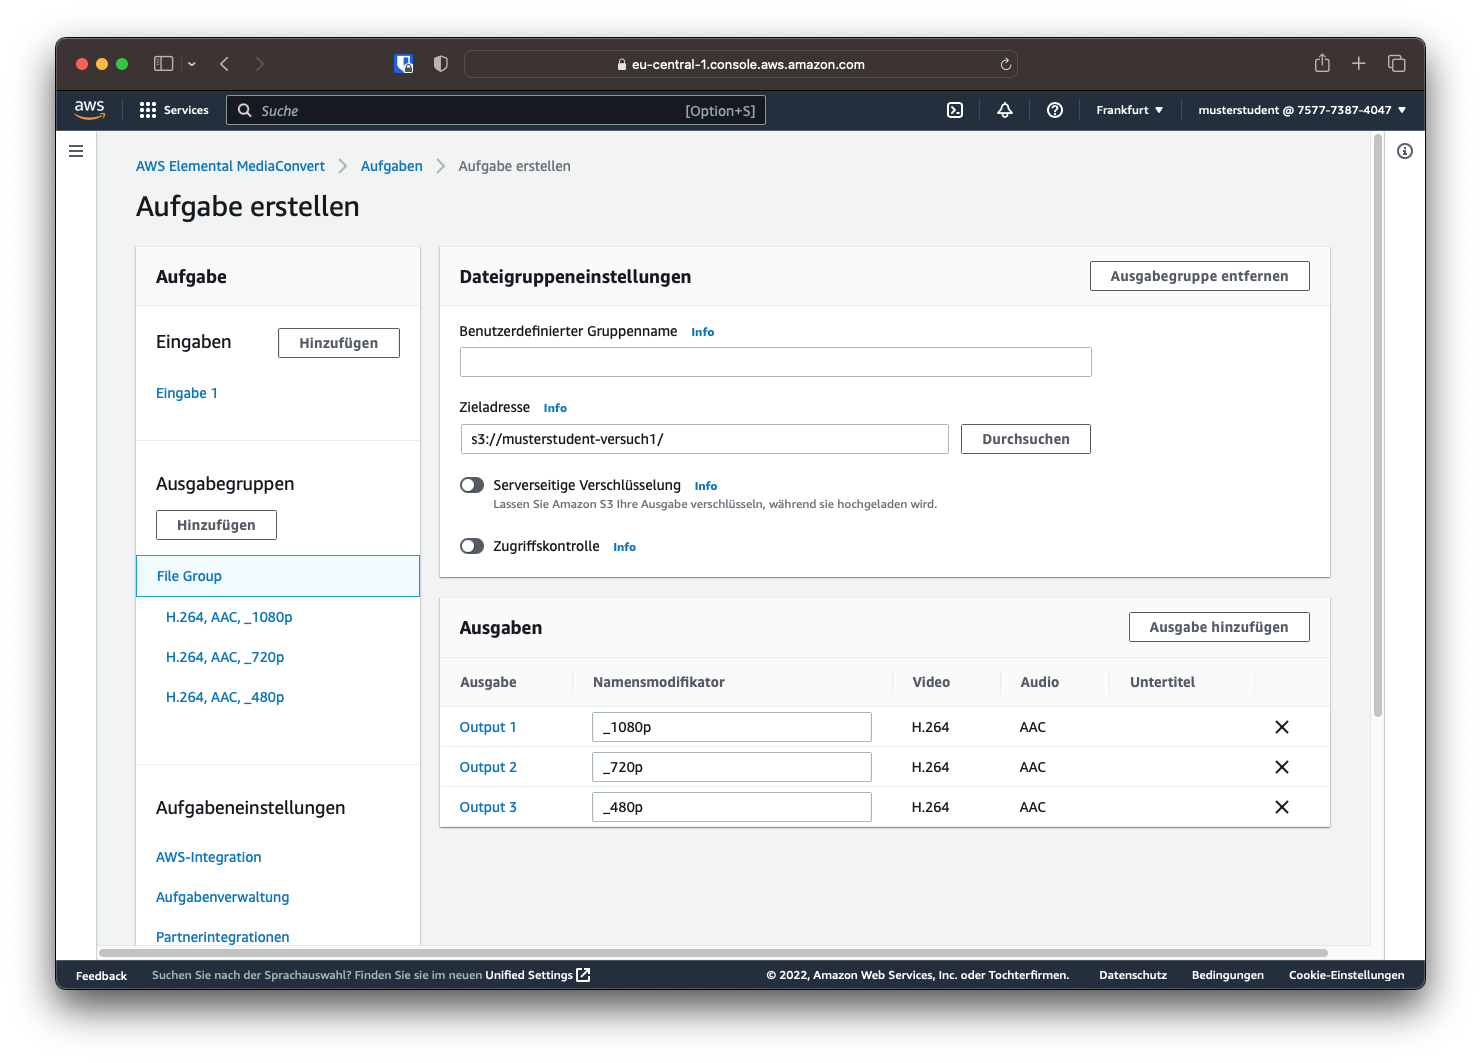 eu-central-1.console.aws.amazon.com
aws
Services
Suche
[Option+S]
Frankfurt
musterstudent @ 7577-7387-4047
AWS Elemental MediaConvert
Aufgaben
Aufgabe erstellen
Aufgabe erstellen
Aufgabe
Eingaben
Hinzufügen
Eingabe 1
Ausgabegruppen
Hinzufügen
File Group
H.264, AAC, _1080p
H.264, AAC, _720p
H.264, AAC, _480p
Aufgabeneinstellungen
AWS-Integration
Aufgabenverwaltung
Partnerintegrationen
Dateigruppeneinstellungen
Ausgabegruppe entfernen
Benutzerdefinierter Gruppenname Info
Zieladresse Info
s3://musterstudent-versuch1/
Durchsuchen
Serverseitige Verschlüsselung Info
Lassen Sie Amazon S3 Ihre Ausgabe verschlüsseln, während sie hochgeladen wird.
Zugriffskontrolle Info
Ausgaben
Ausgabe hinzufügen
Ausgabe Namensmodifikator Video Audio Untertitel
Output 1 _1080p H.264 AAC
Output 2 _720p H.264 AAC
Output 3 _480p H.264 AAC
Feedback
Suchen Sie nach der Sprachauswahl? Finden Sie sie im neuen Unified Settings
© 2022, Amazon Web Services, Inc. oder Tochterfirmen.
Datenschutz
Bedingungen
Cookie-Einstellungen